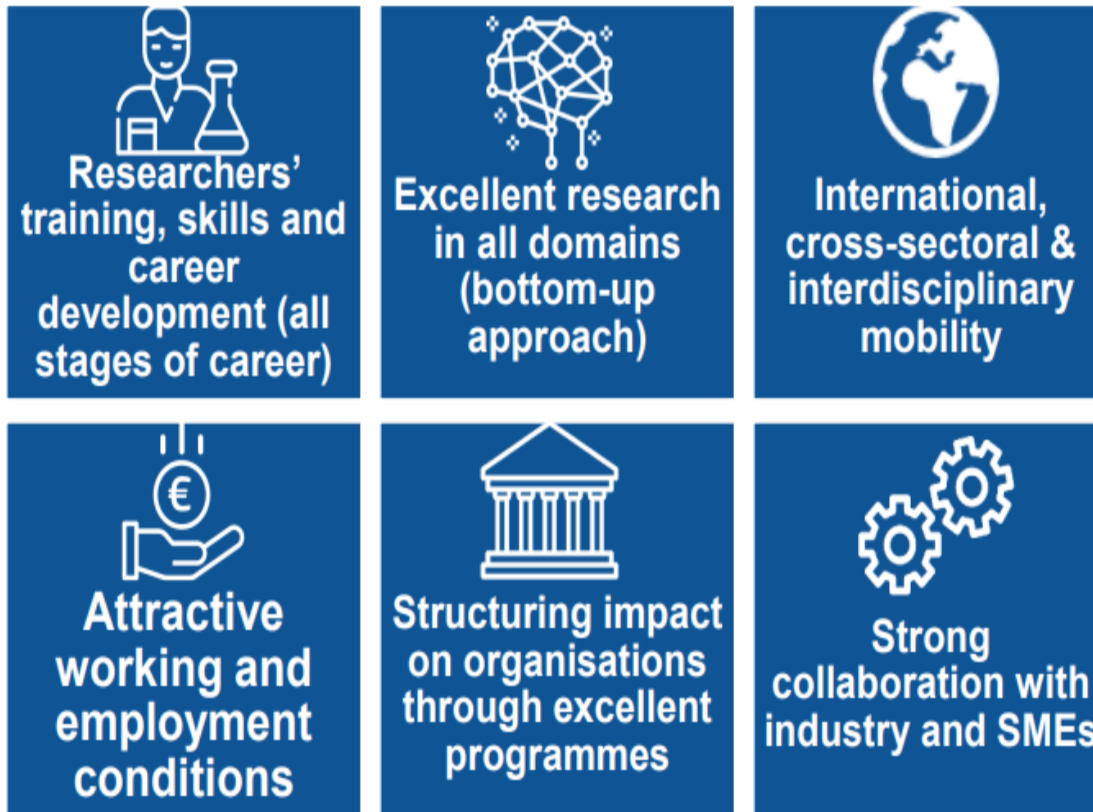 Researchers’
training, skills and
career
development (all
stages of career)
Excellent research
in all domains
(bottom-up
approach)
International,
cross-sectoral &
interdisciplinary
mobility
€
Attractive
working and
employment
conditions
Structuring impact
on organisations
through excellent
programmes
Strong
collaboration with
industry and SMEs